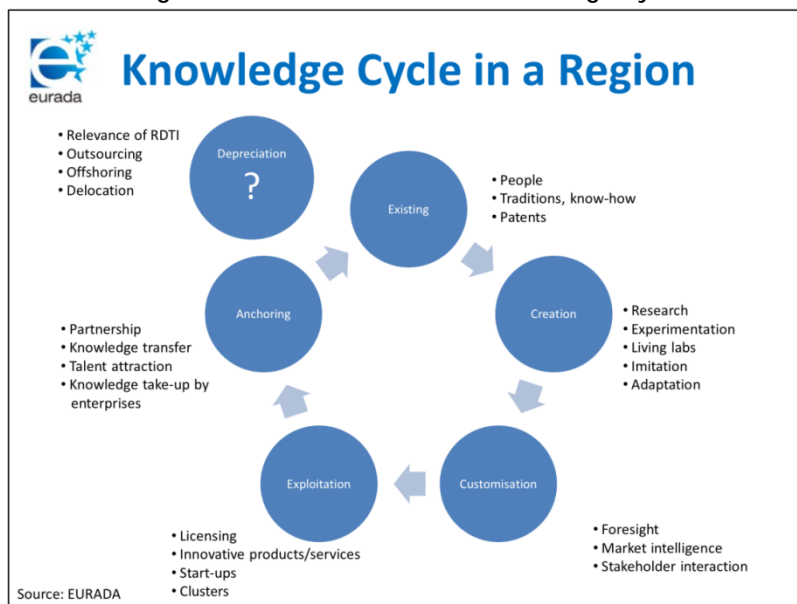 eurada
Knowledge Cycle in a Region
• Relevance of RDTI
• Outsourcing
• Offshoring
• Delocation
Depreciation
?
Existing
• People
• Traditions, know-how
• Patents
Anchoring
Creation
• Partnership
• Knowledge transfer
• Talent attraction
• Knowledge take-up by
enterprises
• Research
• Experimentation
• Living labs
• Imitation
• Adaptation
Exploitation
Customisation
• Licensing
• Innovative products/services
• Start-ups
• Clusters
• Foresight
• Market intelligence
• Stakeholder interaction
Source: EURADA